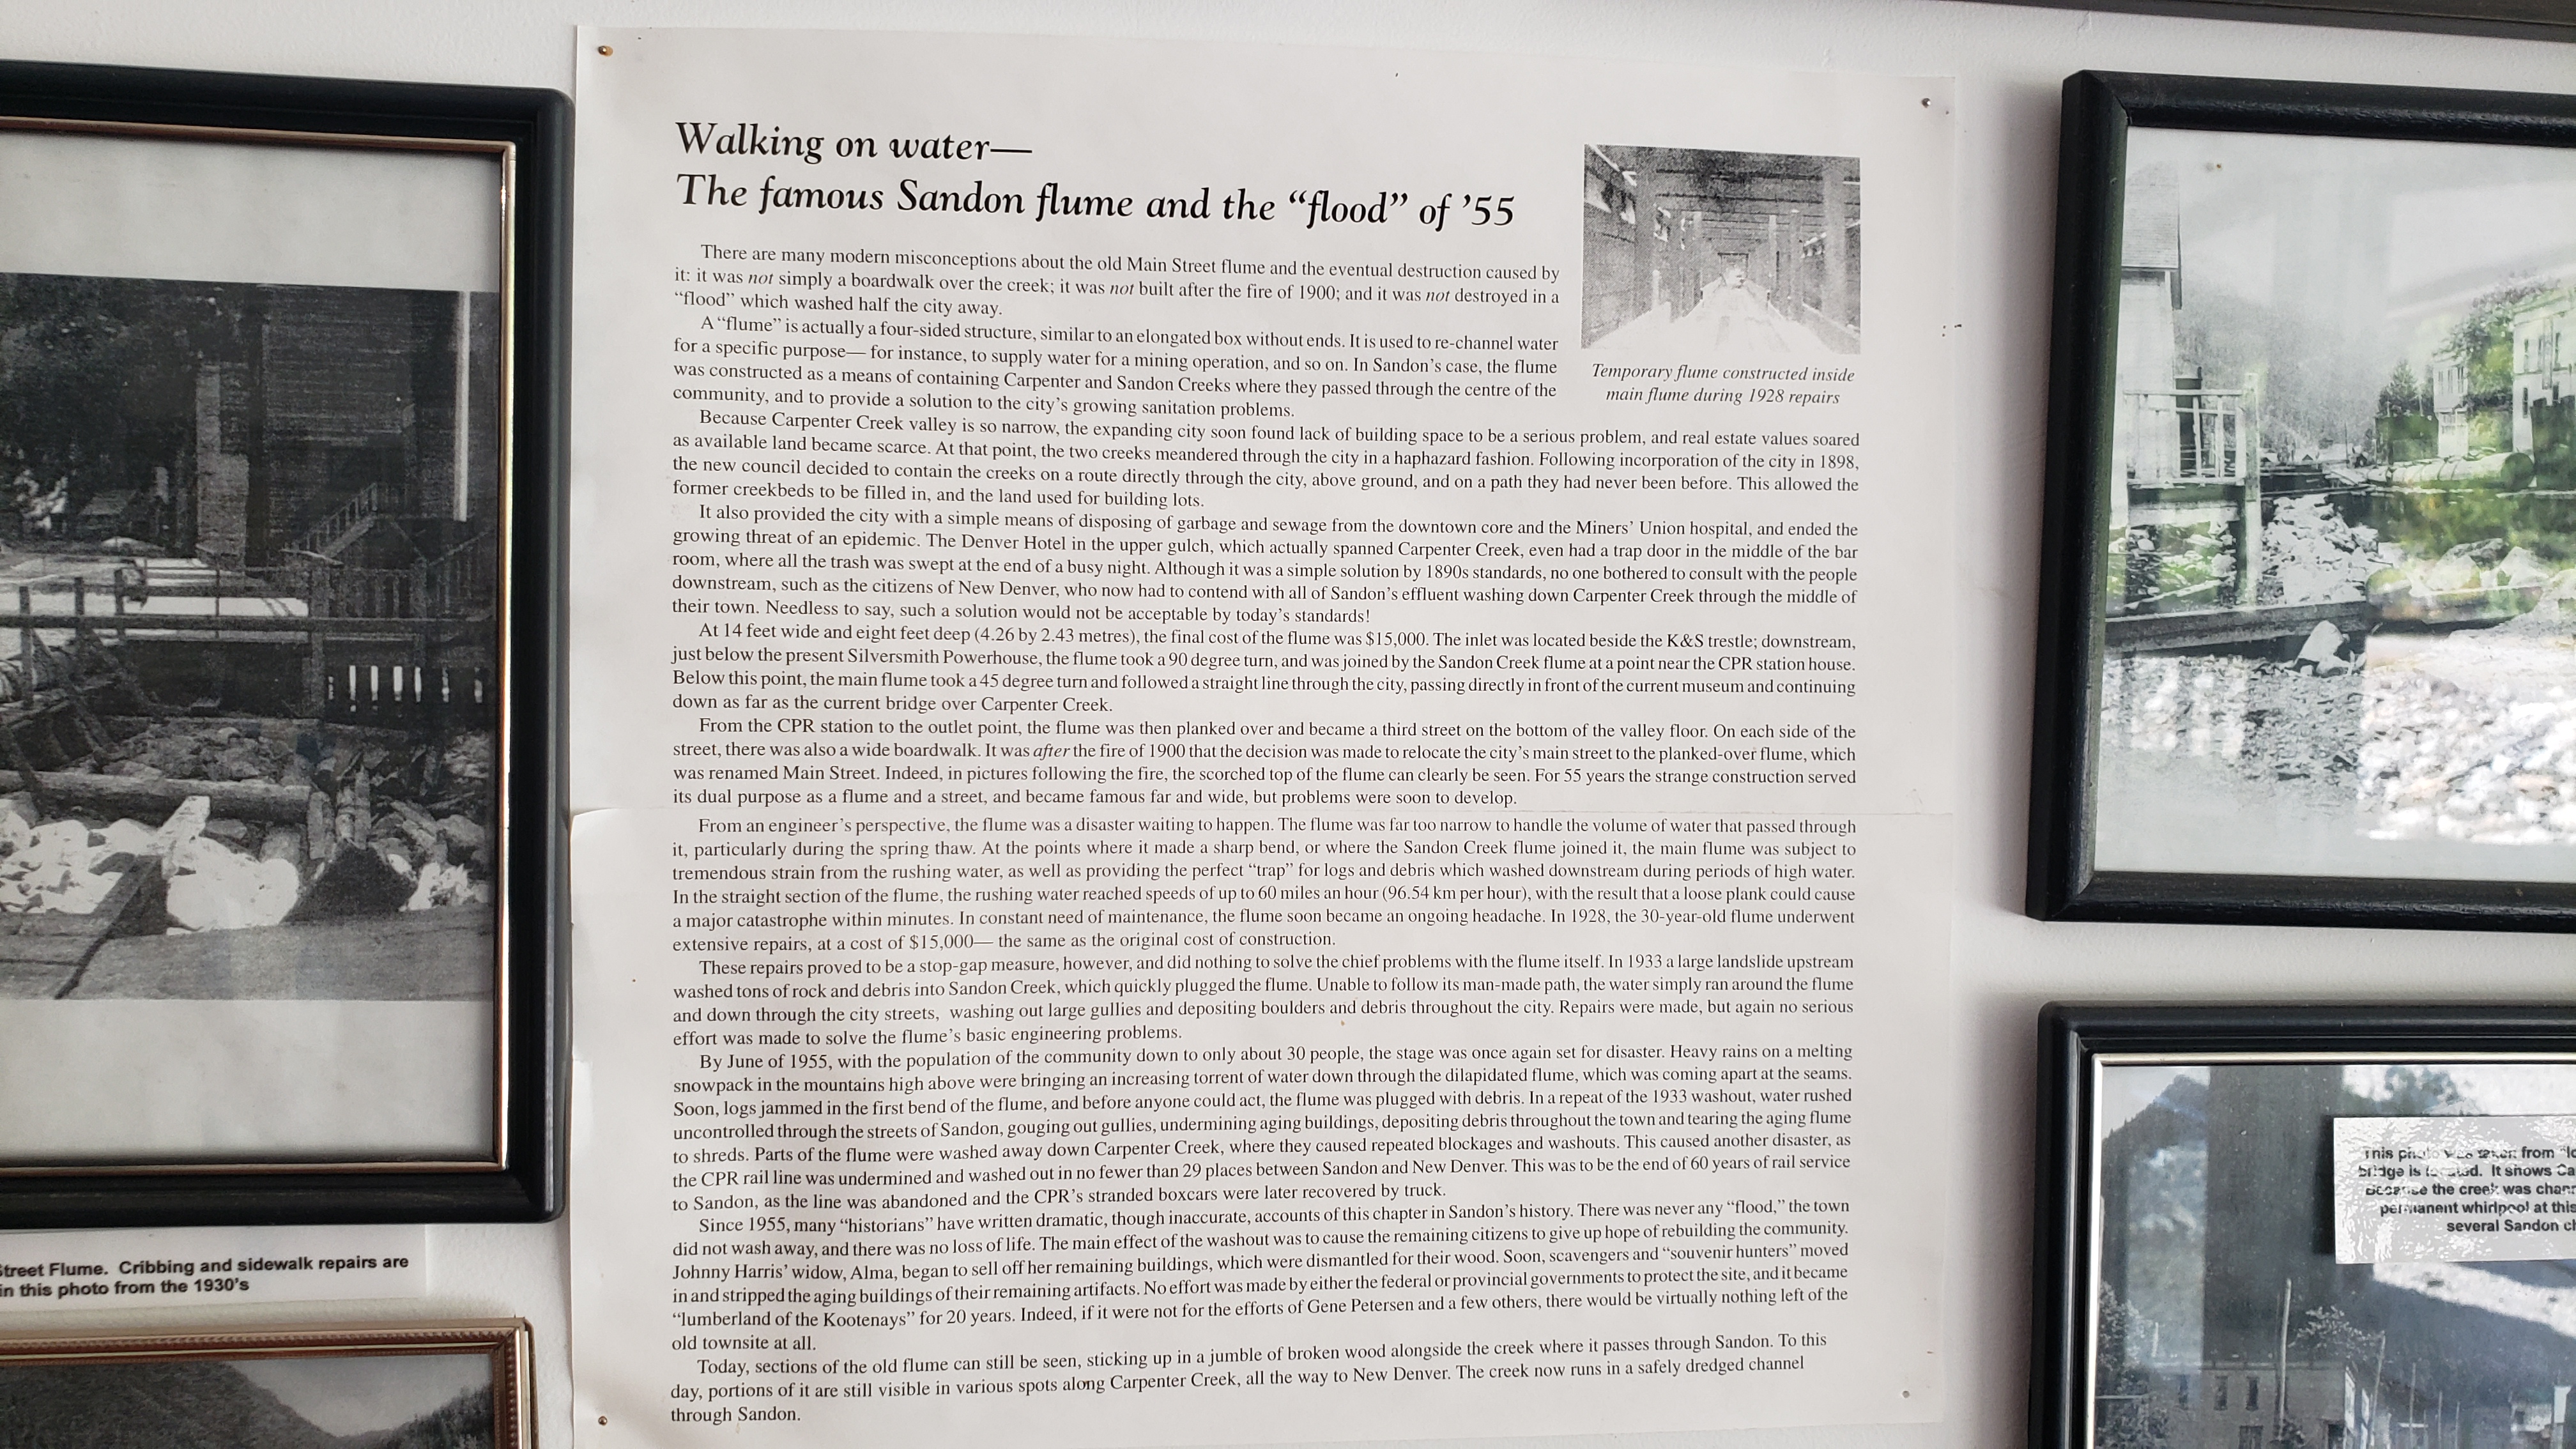 Walking on water—
The famous Sandon flume and the “flood” of ’55
There are many modern misconceptions about the old Main Street flume and the eventual destruction caused by
it: it was not simply a boardwalk over the creek; it was not built after the fire of 1900; and it was not destroyed in a
“flood” which washed half the city away.
A “flume” is actually a four-sided structure, similar to an elongated box without ends. It is used to re-channel water
for a specific purpose— for instance, to supply water for a mining operation, and so on. In Sandon’s case, the flume
was constructed as a means of containing Carpenter and Sandon Creeks where they passed through the centre of the
community, and to provide a solution to the city’s growing sanitation problems.
Temporary flume constructed inside
main flume during 1928 repairs
Because Carpenter Creek valley is so narrow, the expanding city soon found lack of building space to be a serious problem, and real estate values soared
as available land became scarce. At that point, the two creeks meandered through the city in a haphazard fashion. Following incorporation of the city in 1898,
the new council decided to contain the creeks on a route directly through the city, above ground, and on a path they had never been before. This allowed the
former creekbeds to be filled in, and the land used for building lots.
It also provided the city with a simple means of disposing of garbage and sewage from the downtown core and the Miners’ Union hospital, and ended the
growing threat of an epidemic. The Denver Hotel in the upper gulch, which actually spanned Carpenter Creek, even had a trap door in the middle of the bar
room, where all the trash was swept at the end of a busy night. Although it was a simple solution by 1890s standards, no one bothered to consult with the people
downstream, such as the citizens of New Denver, who now had to contend with all of Sandon’s effluent washing down Carpenter Creek through the middle of
their town. Needless to say, such a solution would not be acceptable by today’s standards!
At 14 feet wide and eight feet deep (4.26 by 2.43 metres), the final cost of the flume was $15,000. The inlet was located beside the K&S trestle; downstream,
just below the present Silversmith Powerhouse, the flume took a 90 degree turn, and was joined by the Sandon Creek flume at a point near the CPR station house.
Below this point, the main flume took a 45 degree turn and followed a straight line through the city, passing directly in front of the current museum and continuing
down as far as the current bridge over Carpenter Creek.
From the CPR station to the outlet point, the flume was then planked over and became a third street on the bottom of the valley floor. On each side of the
street, there was also a wide boardwalk. It was after the fire of 1900 that the decision was made to relocate the city’s main street to the planked-over flume, which
was renamed Main Street. Indeed, in pictures following the fire, the scorched top of the flume can clearly be seen. For 55 years the strange construction served
its dual purpose as a flume and a street, and became famous far and wide, but problems were soon to develop.
From an engineer’s perspective, the flume was a disaster waiting to happen. The flume was far too narrow to handle the volume of water that passed through
it, particularly during the spring thaw. At the points where it made a sharp bend, or where the Sandon Creek flume joined it, the main flume was subject to
tremendous strain from the rushing water, as well as providing the perfect “trap” for logs and debris which washed downstream during periods of high water.
In the straight section of the flume, the rushing water reached speeds of up to 60 miles an hour (96.54 km per hour), with the result that a loose plank could cause
a major catastrophe within minutes. In constant need of maintenance, the flume soon became an ongoing headache. In 1928, the 30-year-old flume underwent
extensive repairs, at a cost of $15,000— the same as the original cost of construction.
These repairs proved to be a stop-gap measure, however, and did nothing to solve the chief problems with the flume itself. In 1933 a large landslide upstream
washed tons of rock and debris into Sandon Creek, which quickly plugged the flume. Unable to follow its man-made path, the water simply ran around the flume
and down through the city streets, washing out large gullies and depositing boulders and debris throughout the city. Repairs were made, but again no serious
effort was made to solve the flume’s basic engineering problems.
By June of 1955, with the population of the community down to only about 30 people, the stage was once again set for disaster. Heavy rains on a melting
snowpack in the mountains high above were bringing an increasing torrent of water down through the dilapidated flume, which was coming apart at the seams.
Soon, logs jammed in the first bend of the flume, and before anyone could act, the flume was plugged with debris. In a repeat of the 1933 washout, water rushed
uncontrolled through the streets of Sandon, gouging out gullies, undermining aging buildings, depositing debris throughout the town and tearing the aging flume
to shreds. Parts of the flume were washed away down Carpenter Creek, where they caused repeated blockages and washouts. This caused another disaster, as
the CPR rail line was undermined and washed out in no fewer than 29 places between Sandon and New Denver. This was to be the end of 60 years of rail service
to Sandon, as the line was abandoned and the CPR’s stranded boxcars were later recovered by truck.
Since 1955, many “historians” have written dramatic, though inaccurate, accounts of this chapter in Sandon’s history. There was never any “flood,” the town
did not wash away, and there was no loss of life. The main effect of the washout was to cause the remaining citizens to give up hope of rebuilding the community.
Johnny Harris’ widow, Alma, began to sell off her remaining buildings, which were dismantled for their wood. Soon, scavengers and “souvenir hunters” moved
in and stripped the aging buildings of their remaining artifacts. No effort was made by either the federal or provincial governments to protect the site, and it became
“lumberland of the Kootenays” for 20 years. Indeed, if it were not for the efforts of Gene Petersen and a few others, there would be virtually nothing left of the
old townsite at all.
Today, sections of the old flume can still be seen, sticking up in a jumble of broken wood alongside the creek where it passes through Sandon. To this
day, portions of it are still visible in various spots along Carpenter Creek, all the way to New Denver. The creek now runs in a safely dredged channel
through Sandon.
Street Flume. Cribbing and sidewalk repairs are
in this photo from the 1930's
This photo was taken from
bridge is located. It shows
Because the creek was
permanent whirlpool at this
several Sandon